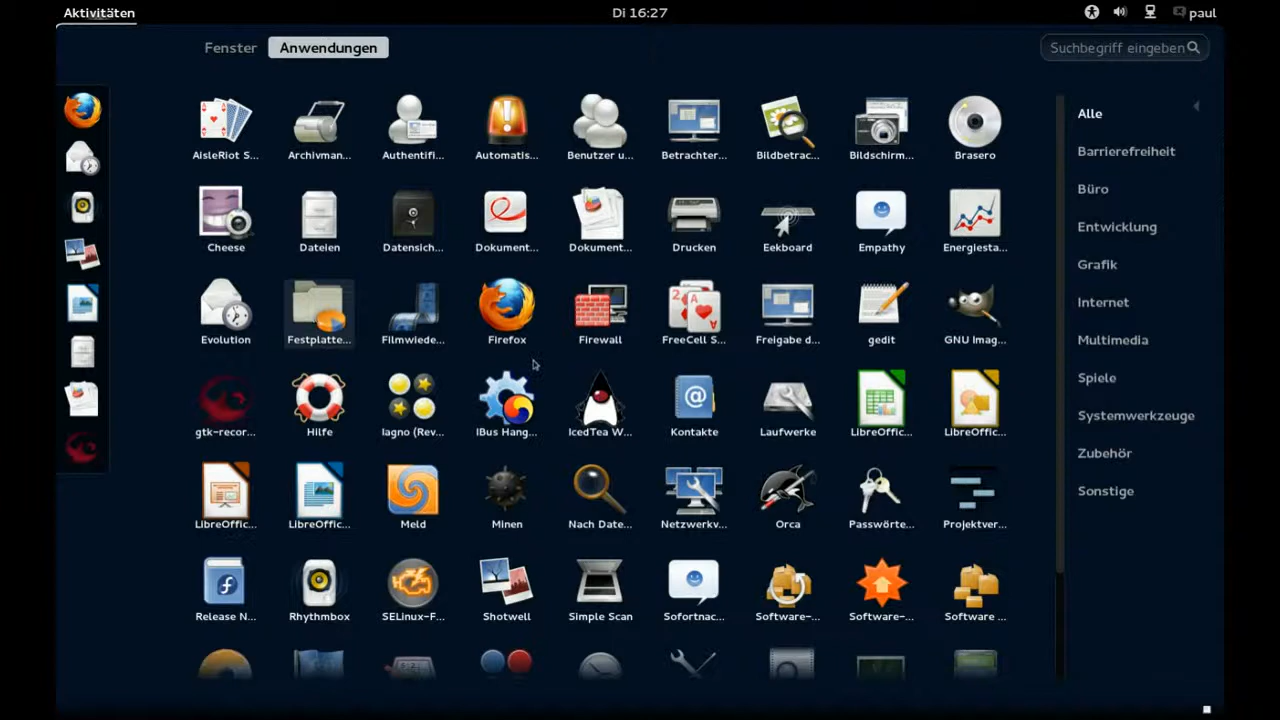 Aktivitäten
Di 16:27
paul
Fenster
Anwendungen
Suchbegriff eingeben
AisleRiot S...
Archivman...
Authentifi...
Automatis...
Benutzer u...
Betrachter...
Bildbetrac...
Bildschirm...
Brasero
Cheese
Dateien
Datensich...
Dokument...
Dokument...
Drucken
Eekboard
Empathy
Energiesta...
Evolution
Festplatte...
Filmwiede...
Firefox
Firewall
FreeCell S...
Freigabe d...
gedit
GNU Imag...
gtk-recor...
Hilfe
Iagno (Rev...
IBus Hang...
IcedTea W...
Kontakte
Laufwerke
LibreOffic...
LibreOffic...
LibreOffic...
LibreOffic...
Meld
Minen
Nach Date...
Netzwerkv...
Orca
Passwörte...
Projektver...
Release N...
Rhythmbox
SELinux-F...
Shotwell
Simple Scan
Sofortnac...
Software-...
Software-...
Software ...
Alle
Barrierefreiheit
Büro
Entwicklung
Grafik
Internet
Multimedia
Spiele
Systemwerkzeuge
Zubehör
Sonstige